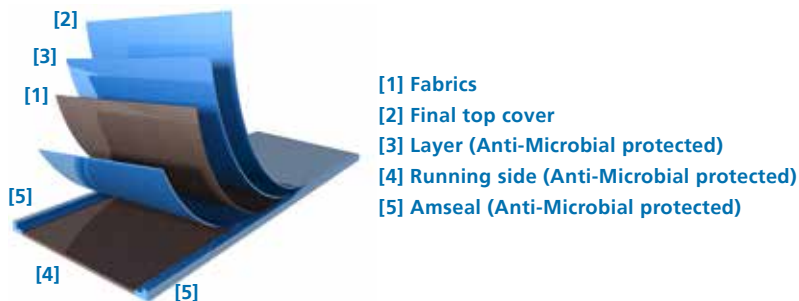 [2]
[3]
[1]
[5]
[4]
[5]
[1] Fabrics
[2] Final top cover
[3] Layer (Anti-Microbial protected)
[4] Running side (Anti-Microbial protected)
[5] Amseal (Anti-Microbial protected)